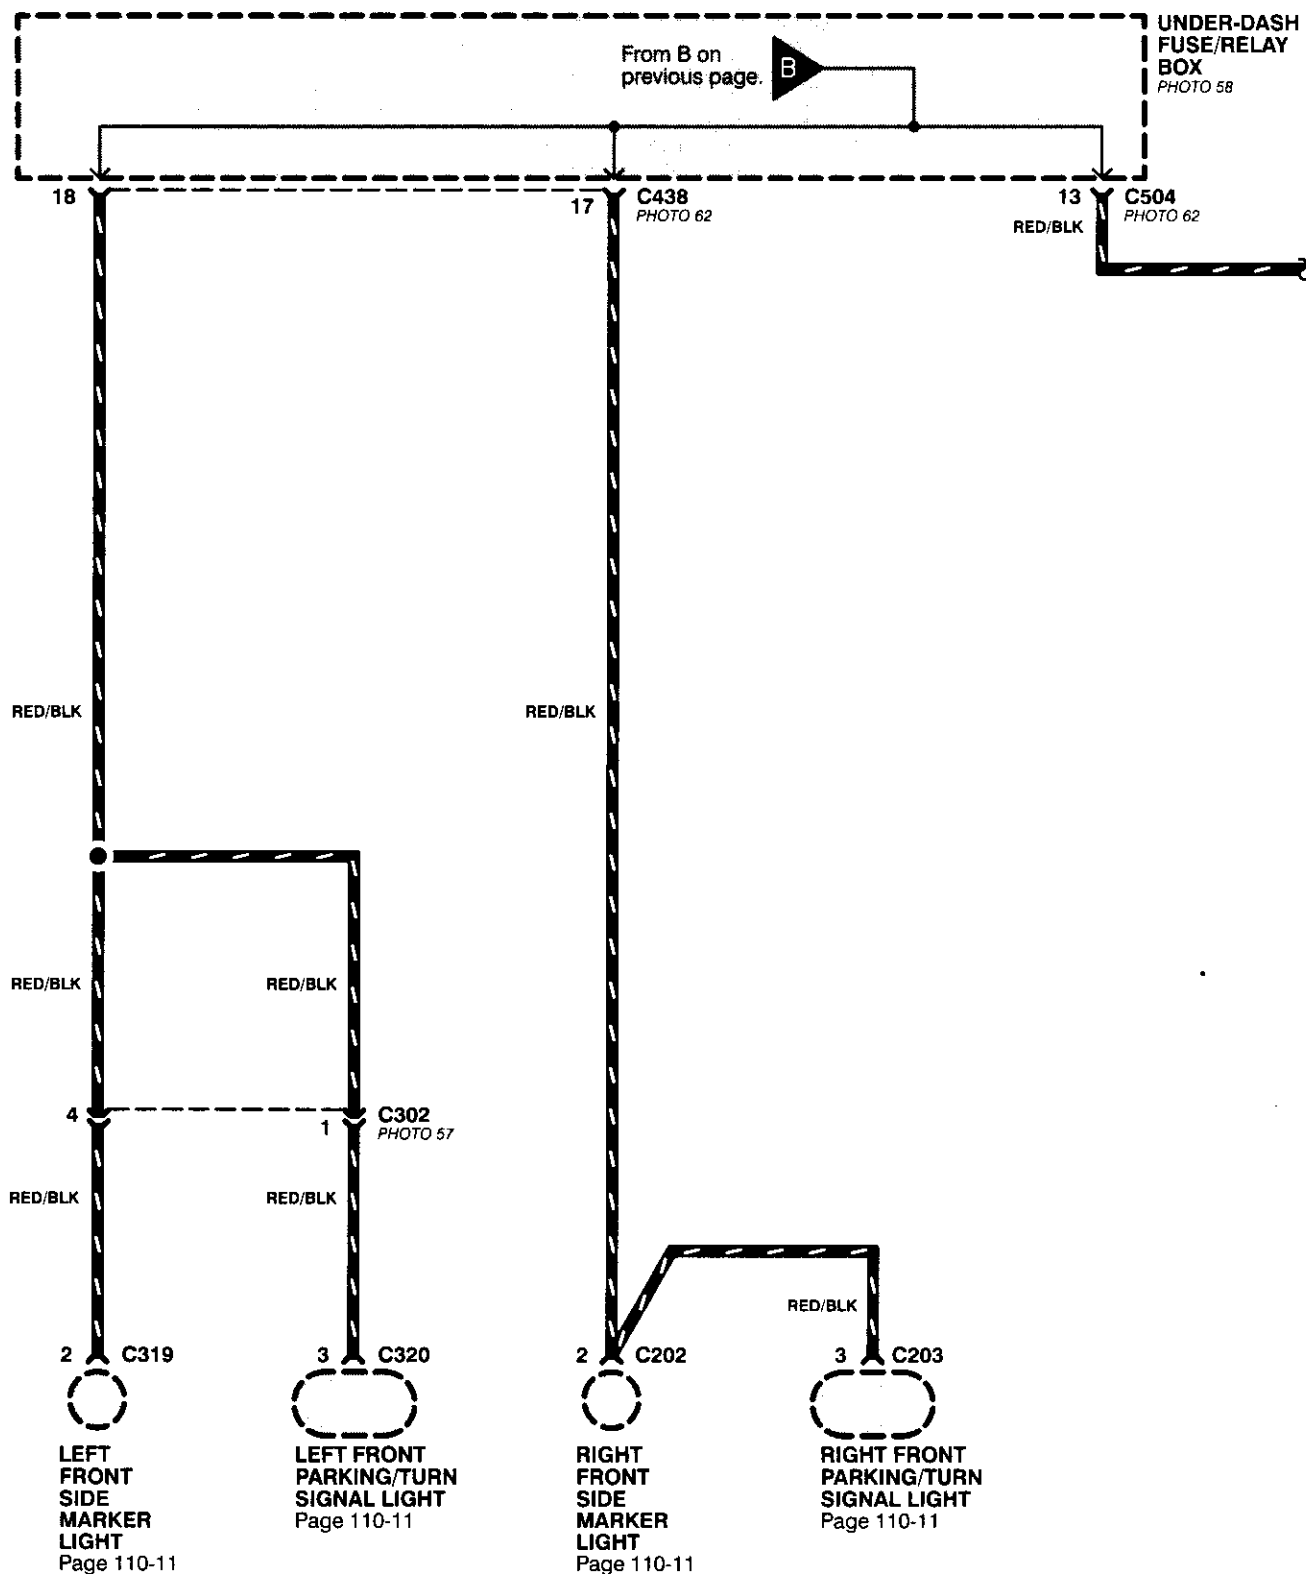 UNDER-DASH
FUSE/RELAY
BOX
PHOTO 58
From B on
previous page.
B
18
17
C438
PHOTO 62
13
C504
PHOTO 62
RED/BLK
RED/BLK
RED/BLK
RED/BLK
RED/BLK
4
1
C302
PHOTO 57
RED/BLK
RED/BLK
RED/BLK
2
C319
3
C320
2
C202
3
C203
LEFT
FRONT
SIDE
MARKER
LIGHT
Page 110-11
LEFT FRONT
PARKING/TURN
SIGNAL LIGHT
Page 110-11
RIGHT
FRONT
SIDE
MARKER
LIGHT
Page 110-11
RIGHT FRONT
PARKING/TURN
SIGNAL LIGHT
Page 110-11